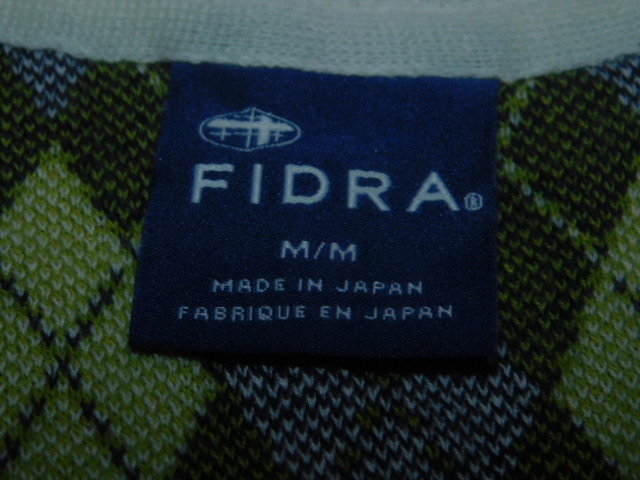 FIDRA®
M/M
MADE IN JAPAN
FABRIQUE EN JAPAN